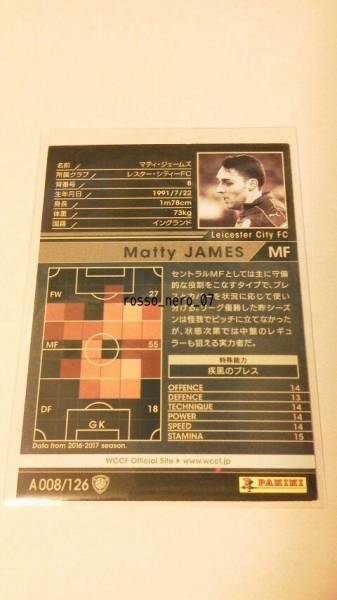 名前 マティ・ジェームズ
所属クラブ レスター・シティーFC
背番号 8
生年月日 1991/7/22
身長 1m78cm
体重 73kg
国籍 イングランド
Leicester City FC
Matty JAMES MF
FW 27
MF 55
DF 18
GK
Data from 2016-2017 season.
セントラルMFとしては主に守備
的な役割をこなすタイプで、プレ
状況に応じて使い
分ける。リーグ優勝した昨シーズ
ンは怪我でピッチに立てなかった
が、状態次第では中盤のレギュ
ラーも狙える実力者だ。
rosso_nero_07
特殊能力
疾風のプレス
OFFENCE 14
DEFENCE 13
TECHNIQUE 14
POWER 14
SPEED 14
STAMINA 15
WCCF Official Site ▶ www.wccf.jp
A008/126
PANINI